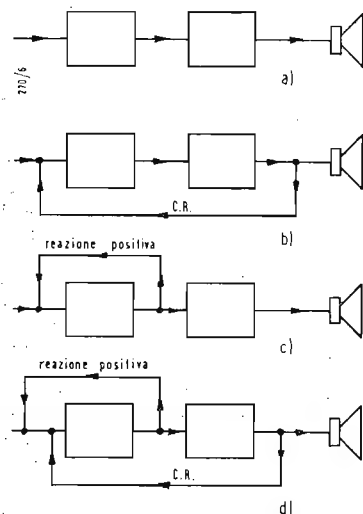 270/6
a)
C.R.
b)
reazione positiva
c)
reazione positiva
C.R.
d)